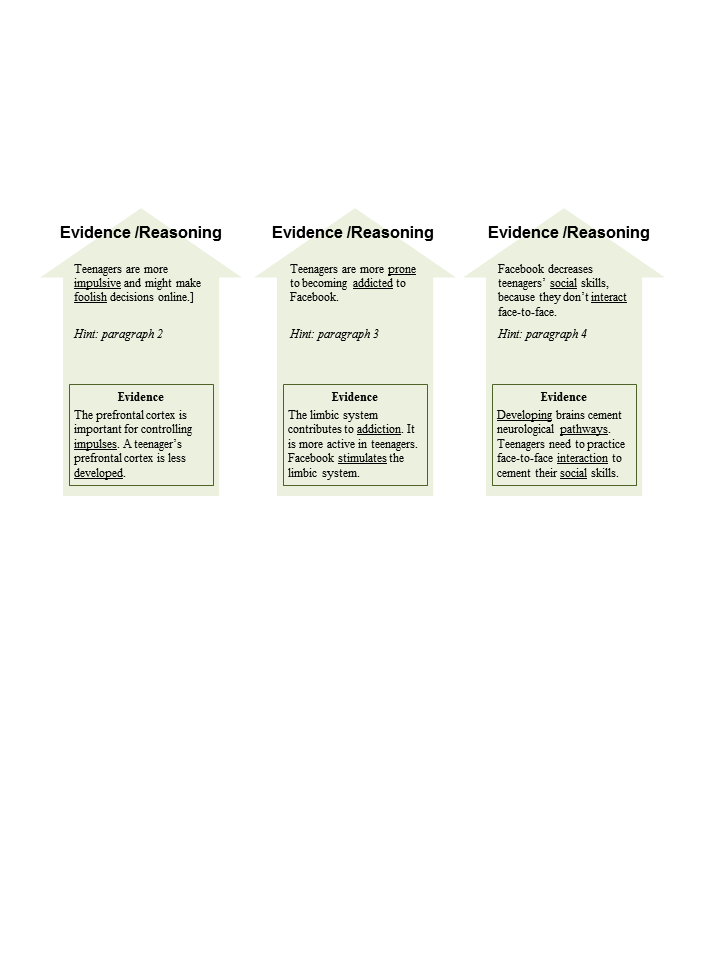 Evidence /Reasoning
Teenagers are more
impulsive and might make
foolish decisions online.]
Hint: paragraph 2
Evidence
The prefrontal cortex is
important for controlling
impulses. A teenager’s
prefrontal cortex is less
developed.
Evidence /Reasoning
Teenagers are more prone
to becoming addicted to
Facebook.
Hint: paragraph 3
Evidence
The limbic system
contributes to addiction. It
is more active in teenagers.
Facebook stimulates the
limbic system.
Evidence /Reasoning
Facebook decreases
teenagers’ social skills,
because they don’t interact
face-to-face.
Hint: paragraph 4
Evidence
Developing brains cement
neurological pathways.
Teenagers need to practice
face-to-face interaction to
cement their social skills.